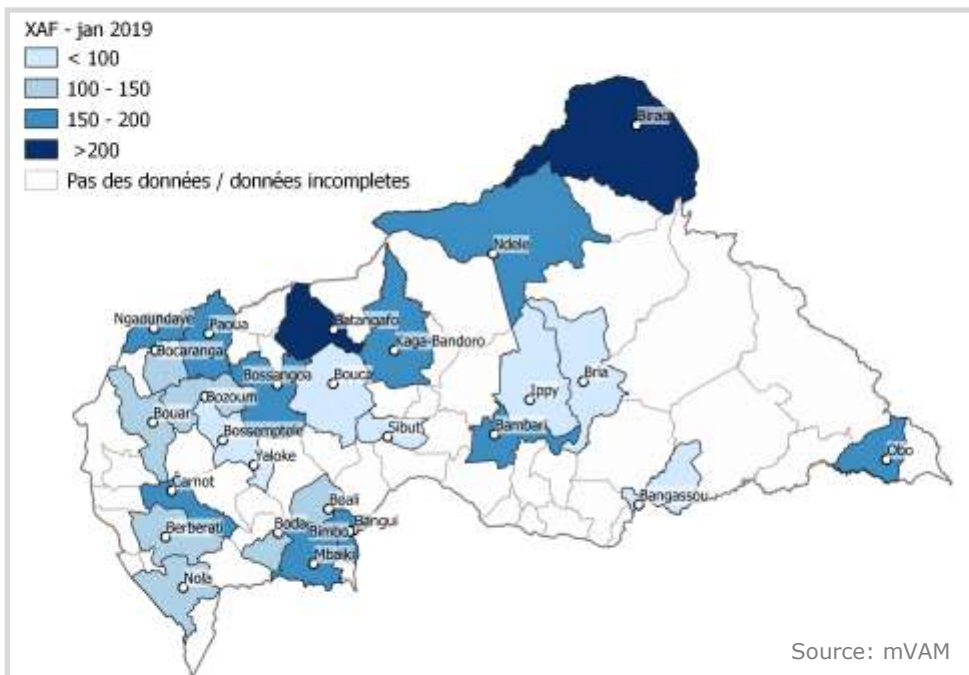 XAF - jan 2019
< 100
100 - 150
150 - 200
>200
Pas des données / données incompletes
Birao
Ndele
Ngaoundaye
Paoua
Batangafo
Bocaranga
Kaga-Bandoro
Bossangoa
Bouca
Bria
Bozoum
Ippy
Bouar
Bossemptele
Sibut
Bambari
Yaloke
Obo
Carnot
Bangassou
Boali
Berberati
Boda
Bimbo
Bangui
Mbaiki
Nola
Source: mVAM